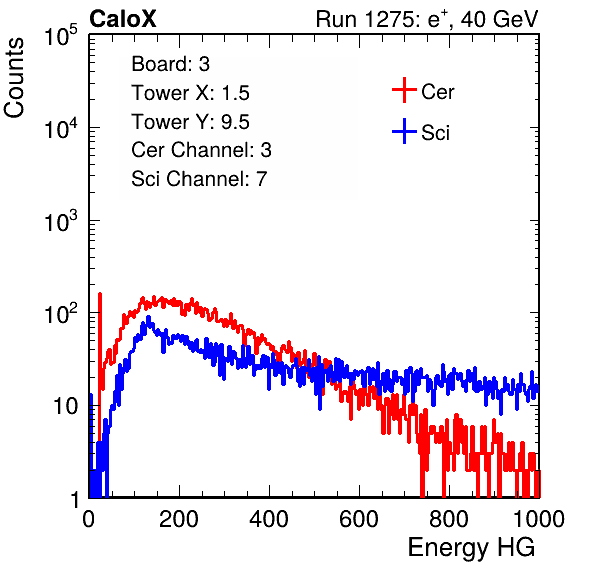 CaloX Run 1275: e+, 40 GeV
Counts
10^5
10^4
10^3
10^2
10
1
Board: 3
Tower X: 1.5
Tower Y: 9.5
Cer Channel: 3
Sci Channel: 7
Cer
Sci
0 200 400 600 800 1000
Energy HG